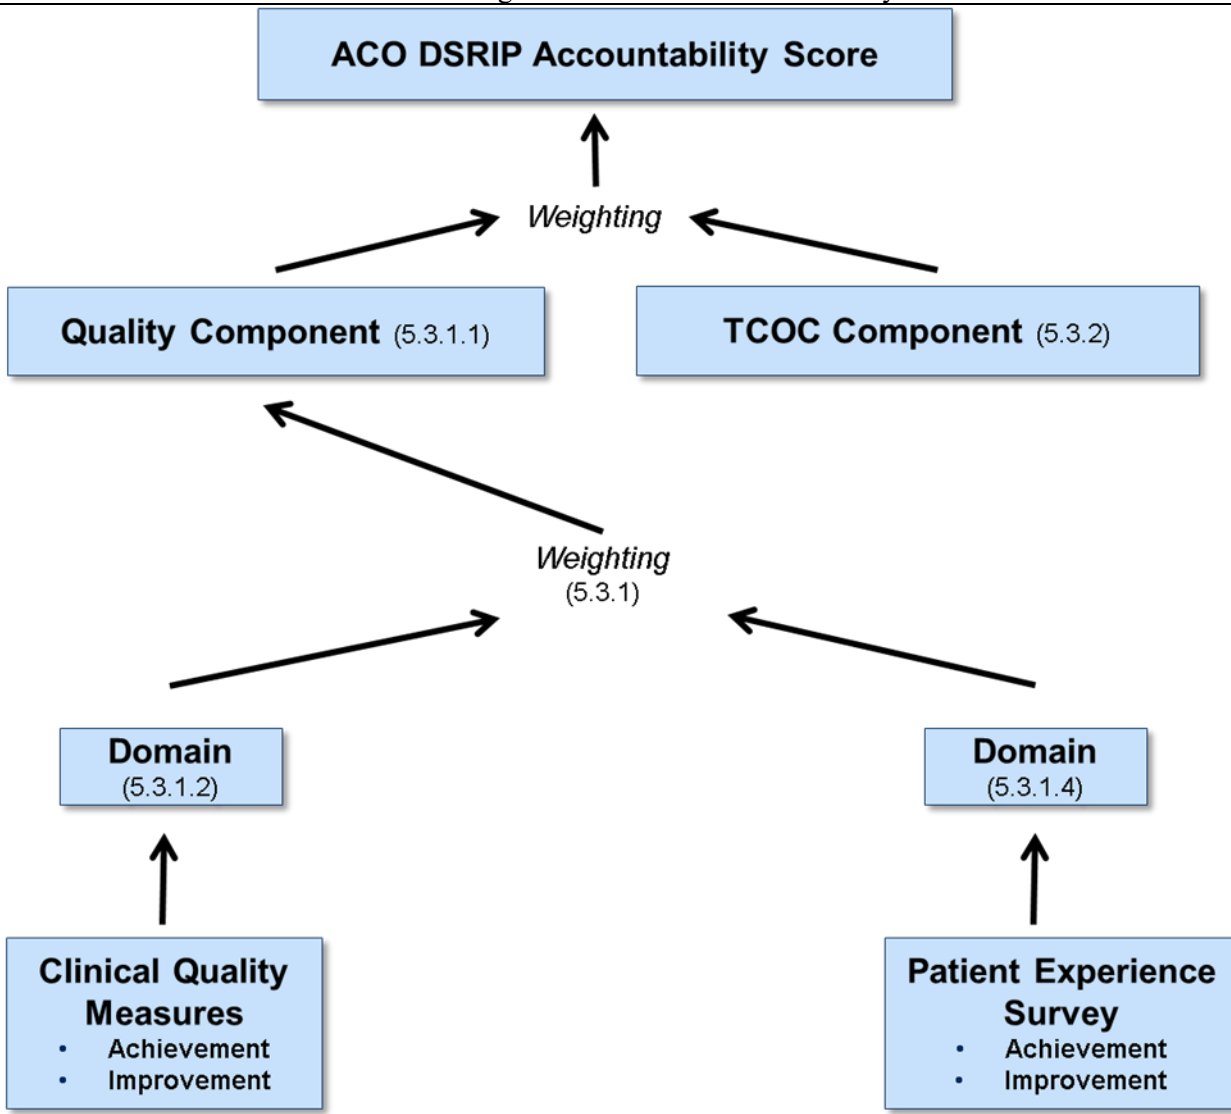 ACO DSRIP Accountability Score
Weighting
Quality Component (5.3.1.1)
TCOC Component (5.3.2)
Weighting
(5.3.1)
Domain
(5.3.1.2)
Domain
(5.3.1.4)
Clinical Quality
Measures
• Achievement
• Improvement
Patient Experience
Survey
• Achievement
• Improvement